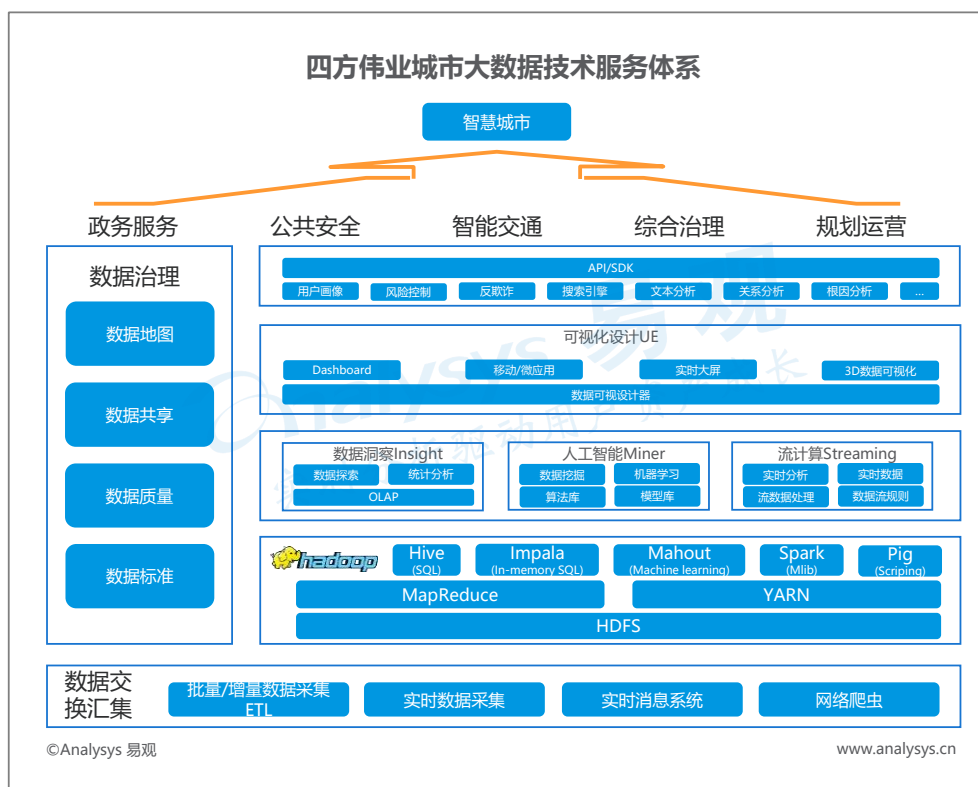 四方伟业城市大数据技术服务体系
智慧城市
政务服务 公共安全 智能交通 综合治理 规划运营
数据治理
数据地图
数据共享
数据质量
数据标准
API/SDK
用户画像 风险控制 反欺诈 搜索引擎 文本分析 关系分析 根因分析 ...
可视化设计UE
Dashboard 移动/微应用 实时大屏 3D数据可视化
数据可视设计器
数据洞察Insight
数据探索 统计分析
OLAP
人工智能Miner
数据挖掘 机器学习
算法库 模型库
流计算Streaming
实时分析 实时数据
流数据处理 数据流规则
hadoop
Hive
(SQL)
Impala
(In-memory SQL)
Mahout
(Machine learning)
Spark
(Mlib)
Pig
(Scriping)
MapReduce YARN
HDFS
数据交
换汇集
批量/增量数据采集
ETL
实时数据采集
实时消息系统
网络爬虫
©Analysys 易观 www.analysys.cn
Analysys 易观